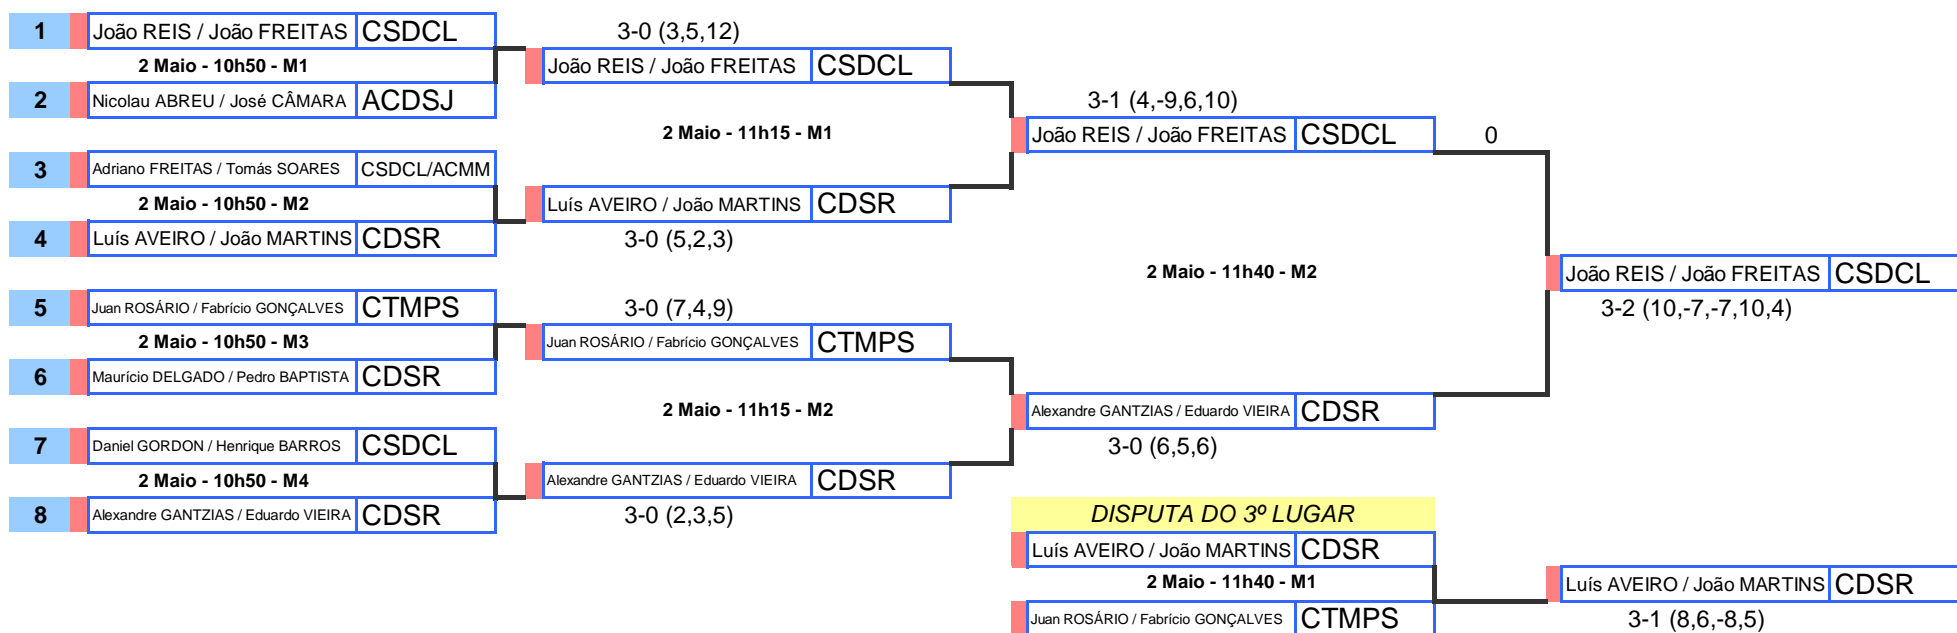 1 João REIS / João FREITAS CSDCL 3-0 (3,5,12)
2 Maio - 10h50 - M1 João REIS / João FREITAS CSDCL
2 Nicolau ABREU / José CÂMARA ACDSJ 3-1 (4,-9,6,10)
2 Maio - 11h15 - M1 João REIS / João FREITAS CSDCL 0
3 Adriano FREITAS / Tomás SOARES CSDCL/ACMM
2 Maio - 10h50 - M2 Luís AVEIRO / João MARTINS CDSR
4 Luís AVEIRO / João MARTINS CDSR 3-0 (5,2,3)
2 Maio - 11h40 - M2 João REIS / João FREITAS CSDCL
5 Juan ROSÁRIO / Fabrício GONÇALVES CTMPS 3-0 (7,4,9) 3-2 (10,-7,-7,10,4)
2 Maio - 10h50 - M3 Juan ROSÁRIO / Fabrício GONÇALVES CTMPS
6 Maurício DELGADO / Pedro BAPTISTA CDSR
2 Maio - 11h15 - M2 Alexandre GANTZIAS / Eduardo VIEIRA CDSR
7 Daniel GORDON / Henrique BARROS CSDCL 3-0 (6,5,6)
2 Maio - 10h50 - M4 Alexandre GANTZIAS / Eduardo VIEIRA CDSR
8 Alexandre GANTZIAS / Eduardo VIEIRA CDSR 3-0 (2,3,5) DISPUTA DO 3º LUGAR
Luís AVEIRO / João MARTINS CDSR
2 Maio - 11h40 - M1 Luís AVEIRO / João MARTINS CDSR
Juan ROSÁRIO / Fabrício GONÇALVES CTMPS 3-1 (8,6,-8,5)